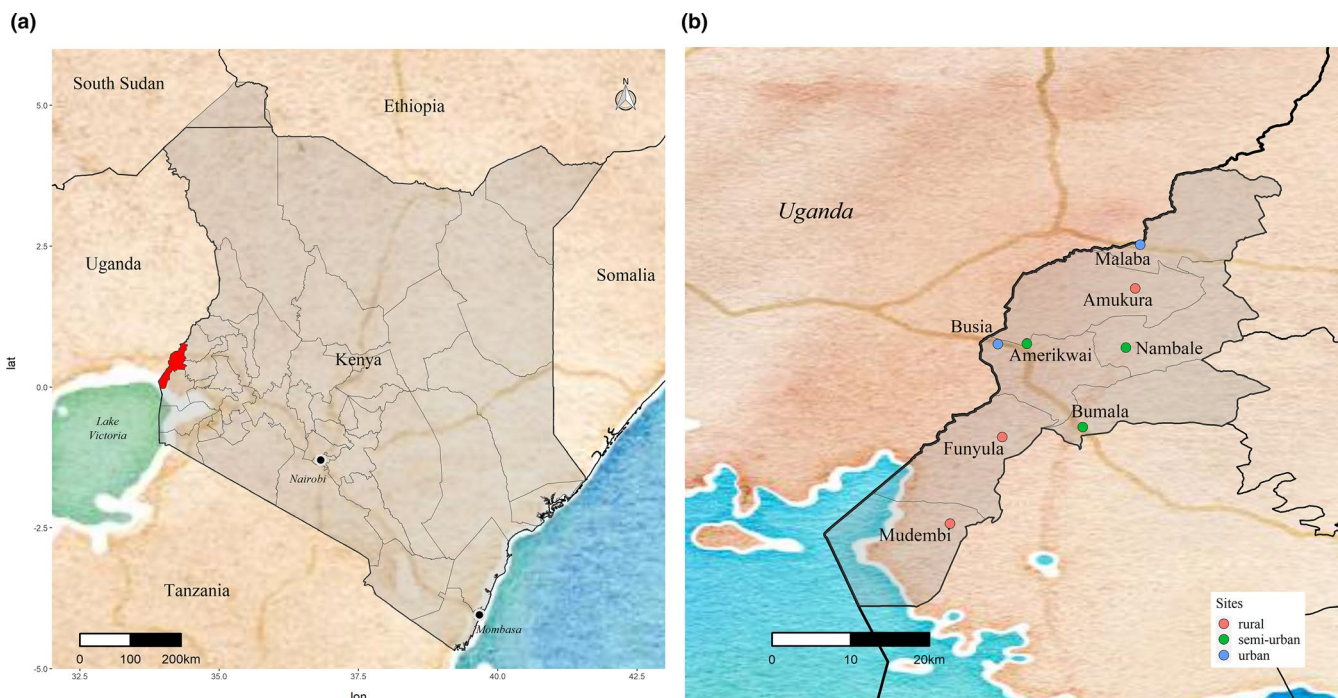 (a)
South Sudan
Ethiopia
N
5.0
2.5
0.0
-2.5
-5.0
lat
Uganda
Somalia
Kenya
Lake
Victoria
Nairobi
Tanzania
Mombasa
0 100 200km
32.5 35.0 37.5 40.0 42.5
lon
(b)
Uganda
Malaba
Amukura
Busia
Amerikwai
Nambale
Bumala
Funyula
Mudembi
Sites
rural
semi-urban
urban
0 10 20km